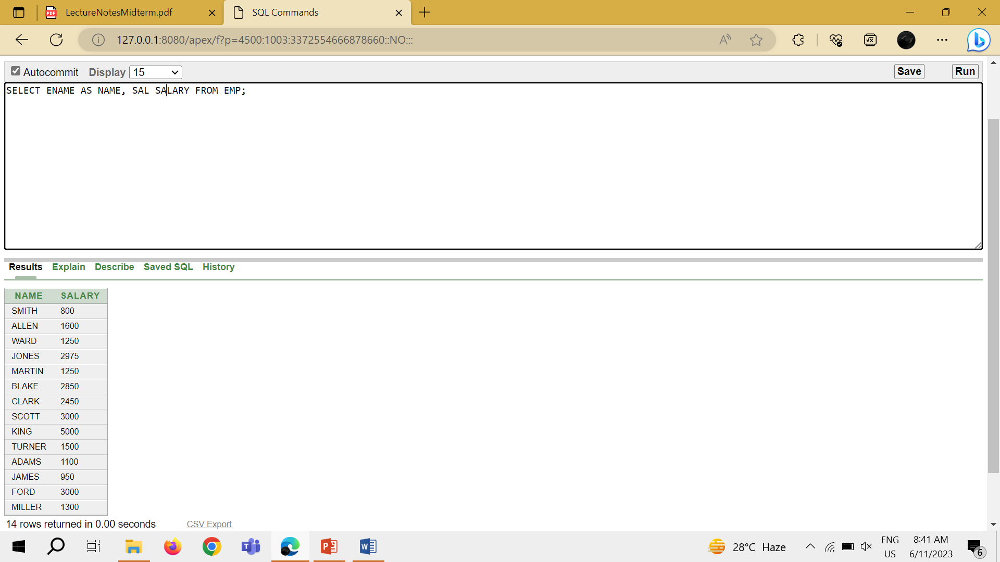 LectureNotesMidterm.pdf
SQL Commands
127.0.0.1:8080/apex/f?p=4500:1003:3372554666878660::NO:::
Autocommit Display 15 Save Run
SELECT ENAME AS NAME, SAL SALARY FROM EMP;
Results Explain Describe Saved SQL History
NAME SALARY
SMITH 800
ALLEN 1600
WARD 1250
JONES 2975
MARTIN 1250
BLAKE 2850
CLARK 2450
SCOTT 3000
KING 5000
TURNER 1500
ADAMS 1100
JAMES 950
FORD 3000
MILLER 1300
14 rows returned in 0.00 seconds CSV Export
28°C Haze
ENG
US
8:41 AM
6/11/2023
6